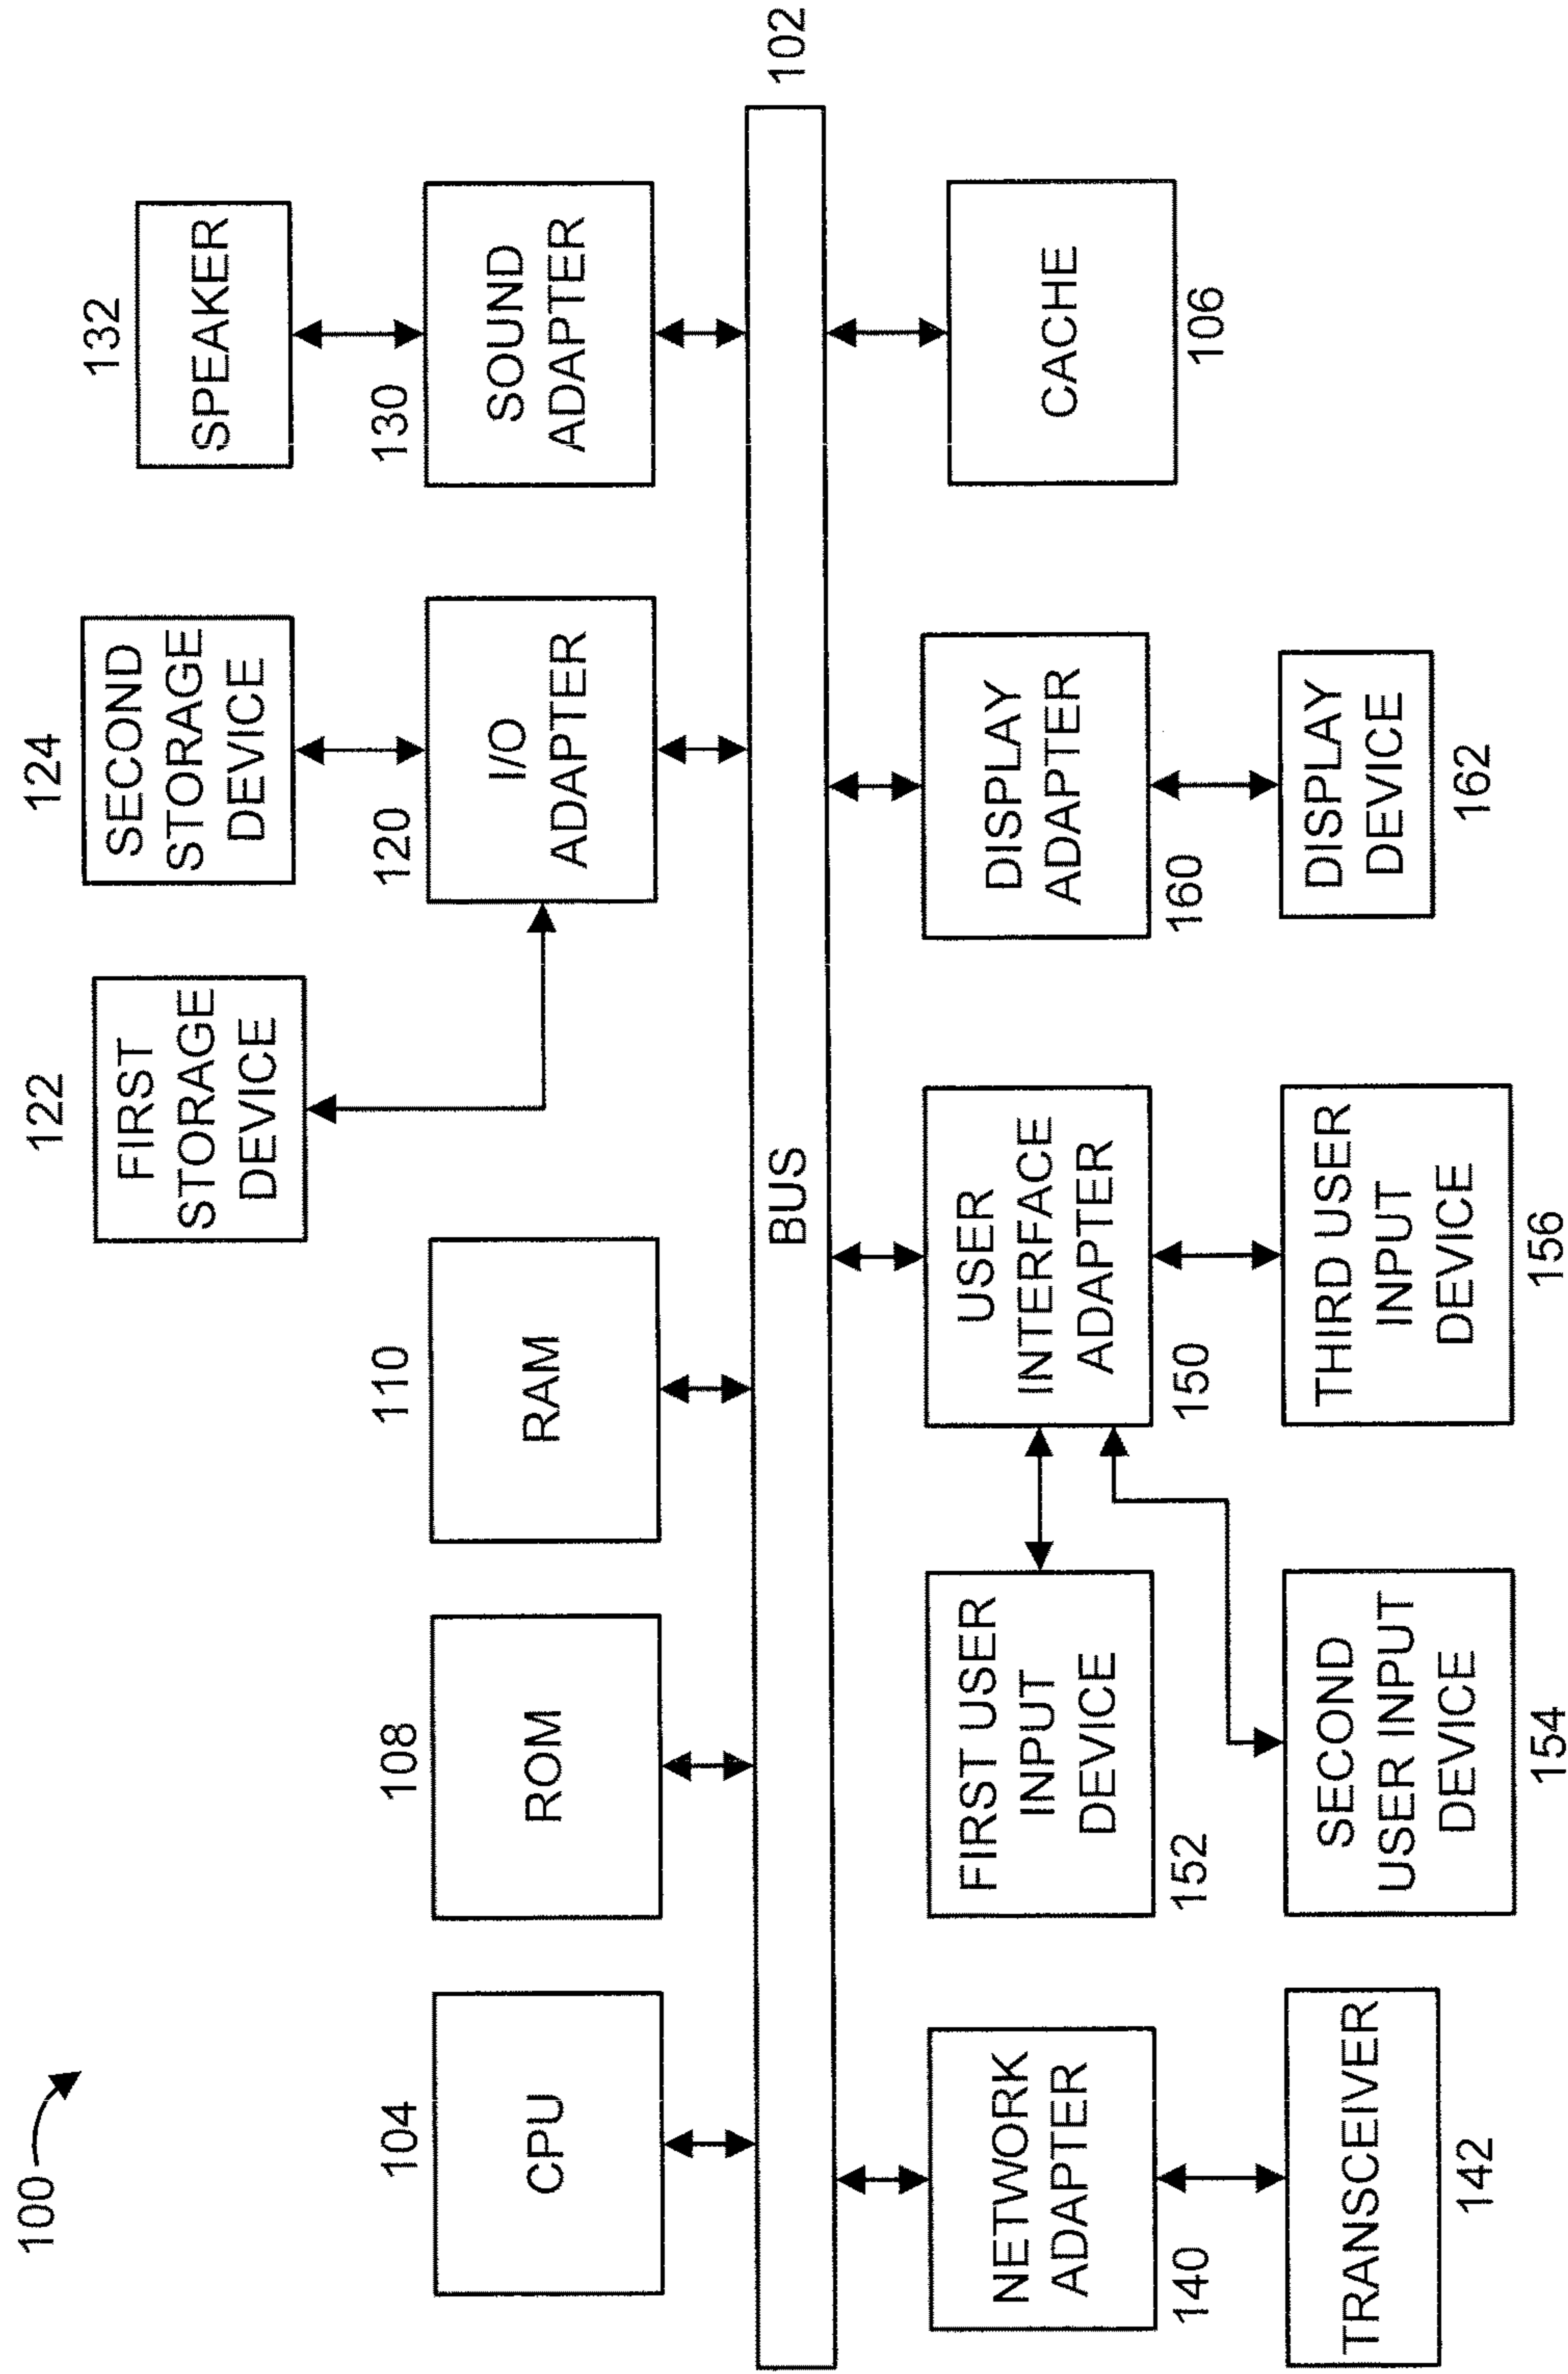 100
122
FIRST
STORAGE
DEVICE
124
SECOND
STORAGE
DEVICE
132
SPEAKER
104
CPU
108
ROM
110
RAM
120
I/O
ADAPTER
130
SOUND
ADAPTER
BUS
102
NETWORK
ADAPTER
140
FIRST USER
INPUT
DEVICE
152
USER
INTERFACE
ADAPTER
150
DISPLAY
ADAPTER
160
CACHE
106
TRANSCEIVER
142
SECOND
USER INPUT
DEVICE
154
THIRD USER
INPUT
DEVICE
156
DISPLAY
DEVICE
162